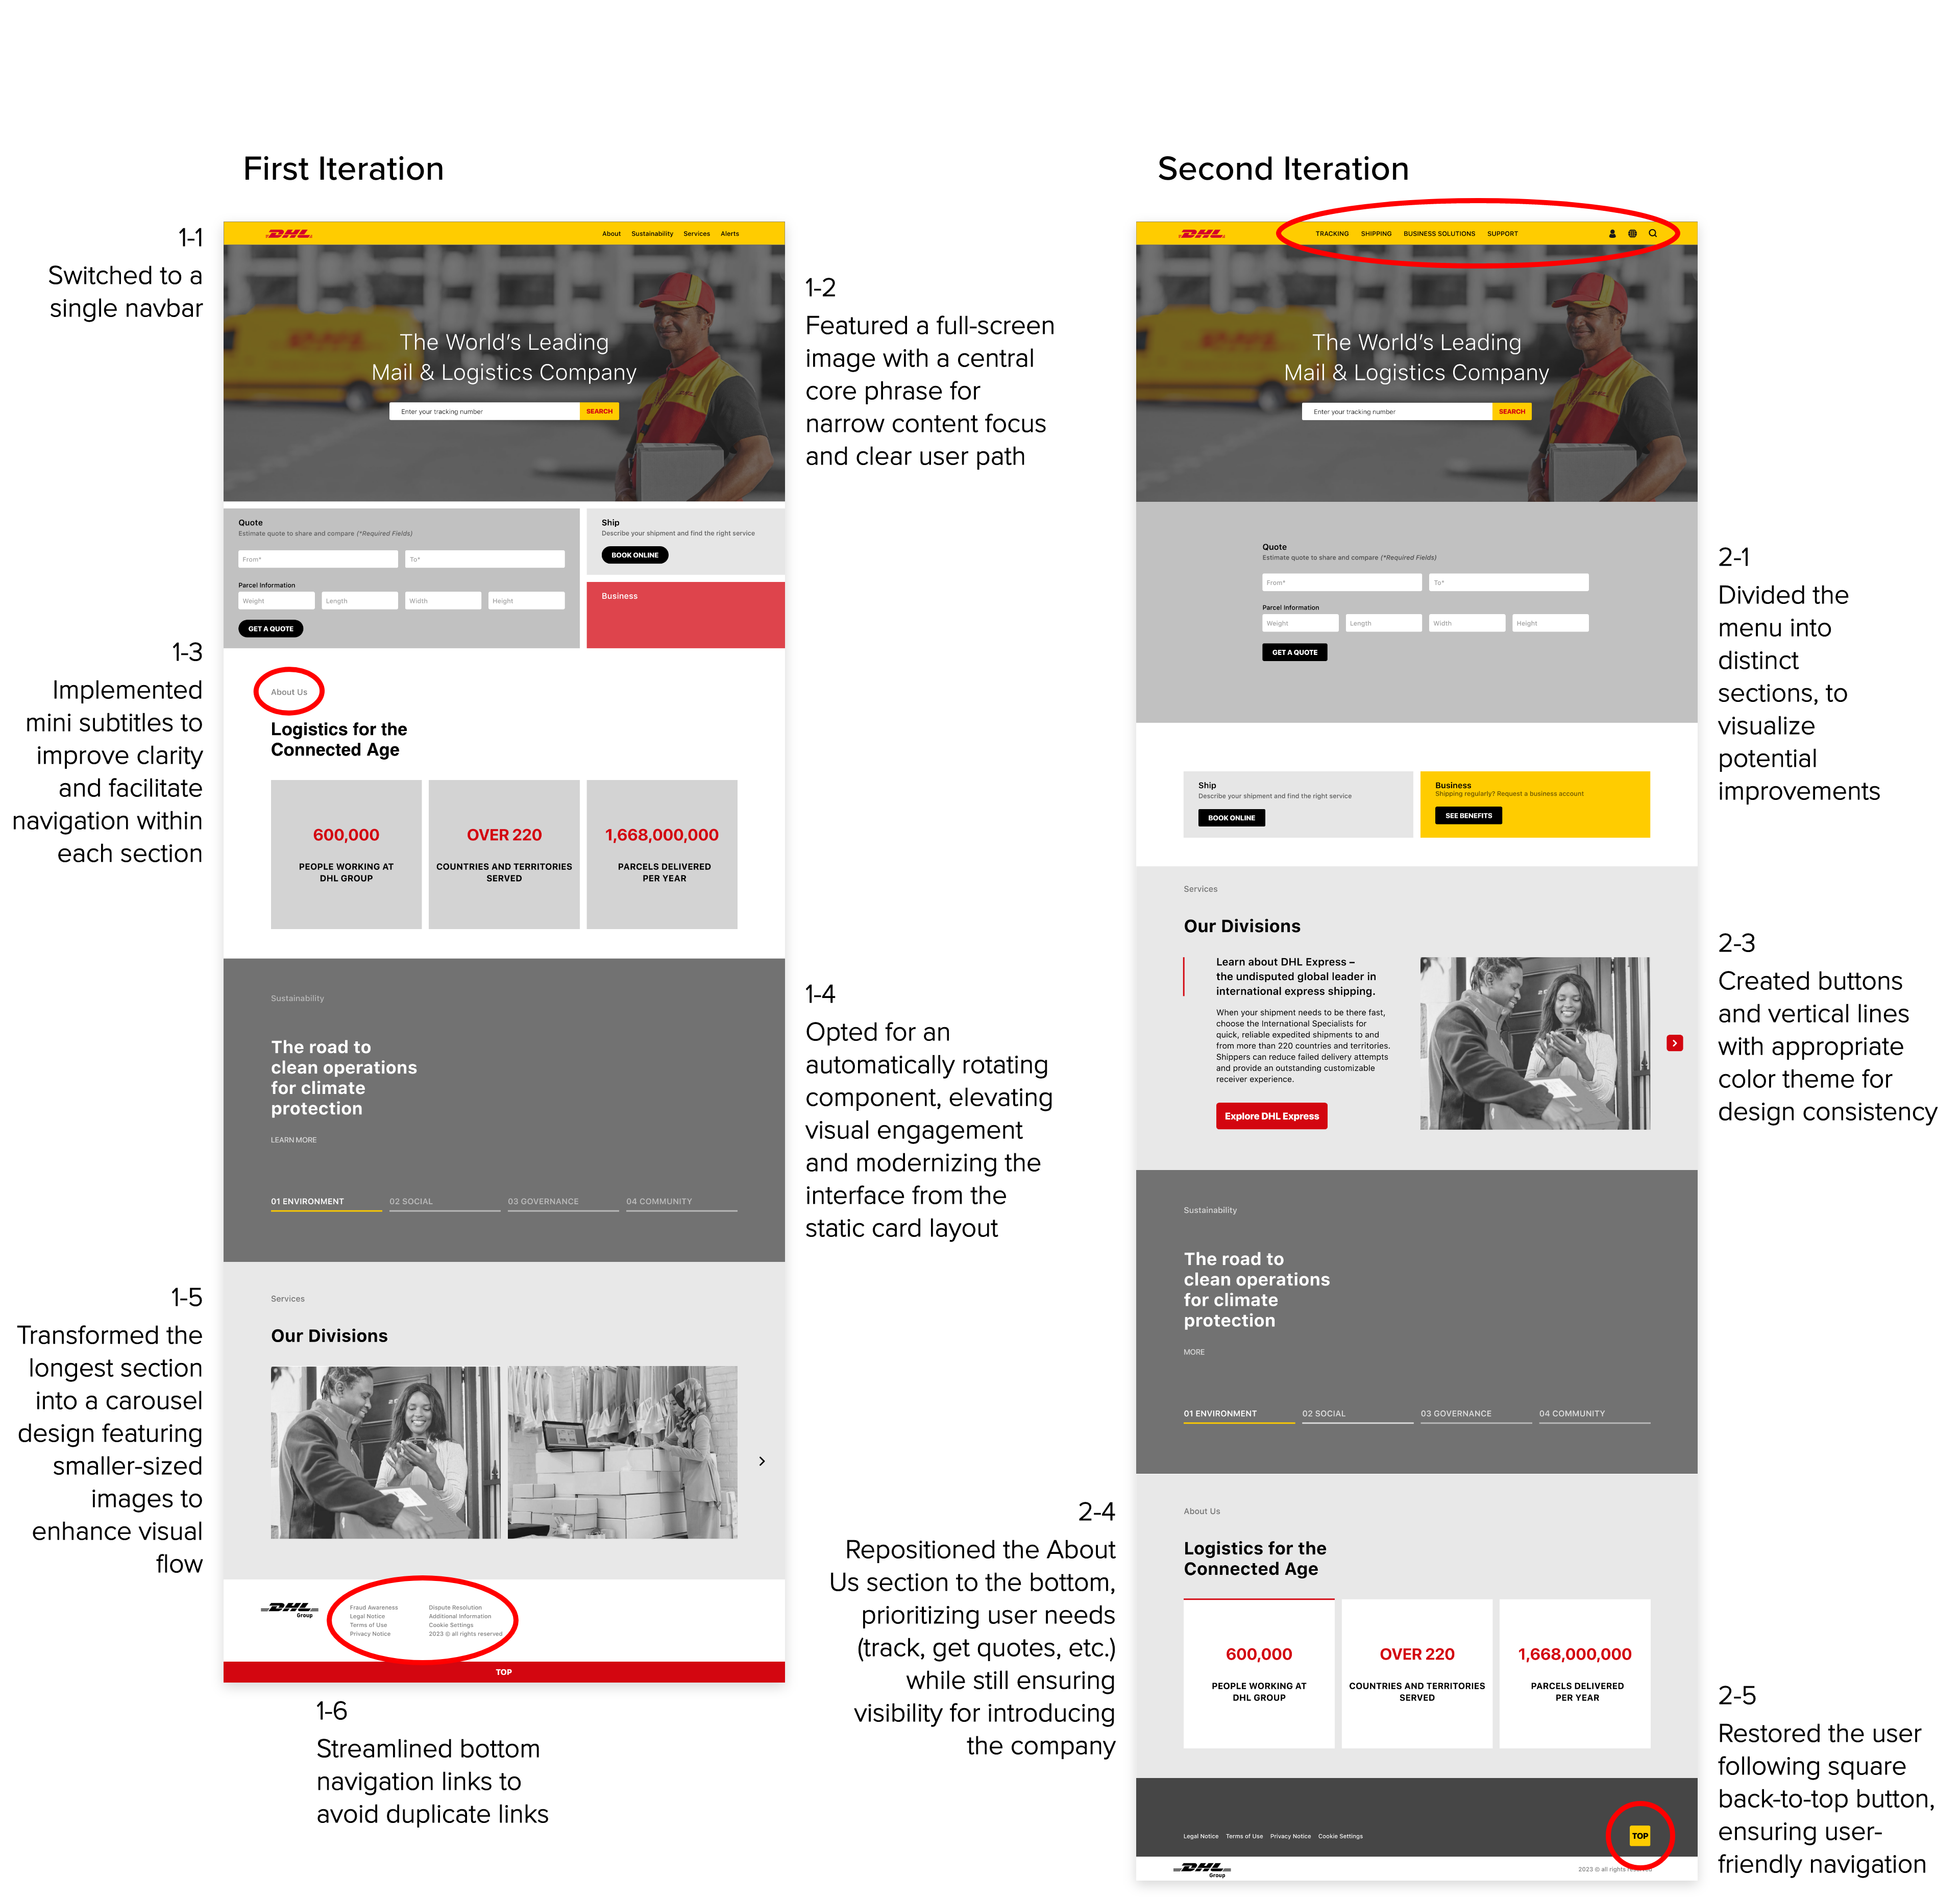 First Iteration
1-1
Switched to a
single navbar
DHL
About Sustainability Services Alerts
The World's Leading
Mail & Logistics Company
Enter your tracking number SEARCH
1-2
Featured a full-screen
image with a central
core phrase for
narrow content focus
and clear user path
Quote
Estimate quote to share and compare (*Required Fields)
From* To*
Parcel Information
Weight Length Width Height
GET A QUOTE
Ship
Describe your shipment and find the right service
BOOK ONLINE
Business
1-3
Implemented
mini subtitles to
improve clarity
and facilitate
navigation within
each section
About Us
Logistics for the
Connected Age
600,000
PEOPLE WORKING AT
DHL GROUP
OVER 220
COUNTRIES AND TERRITORIES
SERVED
1,668,000,000
PARCELS DELIVERED
PER YEAR
Sustainability
The road to
clean operations
for climate
protection
LEARN MORE
01 ENVIRONMENT 02 SOCIAL 03 GOVERNANCE 04 COMMUNITY
1-4
Opted for an
automatically rotating
component, elevating
visual engagement
and modernizing the
interface from the
static card layout
1-5
Transformed the
longest section
into a carousel
design featuring
smaller-sized
images to
enhance visual
flow
Services
Our Divisions
DHL
Group
Fraud Awareness
Legal Notice
Terms of Use
Privacy Notice
Dispute Resolution
Additional Information
Cookie Settings
2023 © all rights reserved
TOP
1-6
Streamlined bottom
navigation links to
avoid duplicate links
Second Iteration
DHL
TRACKING SHIPPING BUSINESS SOLUTIONS SUPPORT
The World's Leading
Mail & Logistics Company
Enter your tracking number SEARCH
Quote
Estimate quote to share and compare (*Required Fields)
From* To*
Parcel Information
Weight Length Width Height
GET A QUOTE
2-1
Divided the
menu into
distinct
sections, to
visualize
potential
improvements
Ship
Describe your shipment and find the right service
BOOK ONLINE
Business
Shipping regularly? Request a business account
SEE BENEFITS
Services
Our Divisions
Learn about DHL Express –
the undisputed global leader in
international express shipping.
When your shipment needs to be there fast,
choose the International Specialists for
quick, reliable expedited shipments to and
from more than 220 countries and territories.
Shippers can reduce failed delivery attempts
and provide an outstanding customizable
receiver experience.
Explore DHL Express
2-3
Created buttons
and vertical lines
with appropriate
color theme for
design consistency
Sustainability
The road to
clean operations
for climate
protection
MORE
01 ENVIRONMENT 02 SOCIAL 03 GOVERNANCE 04 COMMUNITY
2-4
Repositioned the About
Us section to the bottom,
prioritizing user needs
(track, get quotes, etc.)
while still ensuring
visibility for introducing
the company
About Us
Logistics for the
Connected Age
600,000
PEOPLE WORKING AT
DHL GROUP
OVER 220
COUNTRIES AND TERRITORIES
SERVED
1,668,000,000
PARCELS DELIVERED
PER YEAR
2-5
Restored the user
following square
back-to-top button,
ensuring user-
friendly navigation
Legal Notice Terms of Use Privacy Notice Cookie Settings
TOP
DHL
Group
2023 © all rights